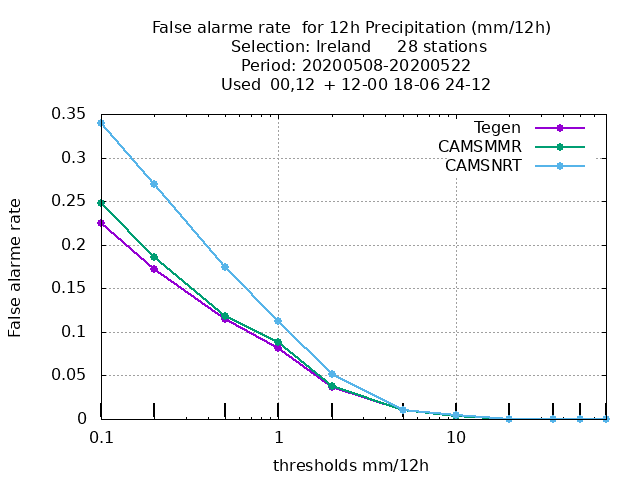 False alarme rate  for 12h Precipitation (mm/12h)
Selection: Ireland     28 stations
Period: 20200508-20200522
Used  00,12  + 12-00 18-06 24-12
Tegen
CAMSMMR
CAMSNRT
False alarme rate
0.35
0.3
0.25
0.2
0.15
0.1
0.05
0
0.1 1 10
thresholds mm/12h